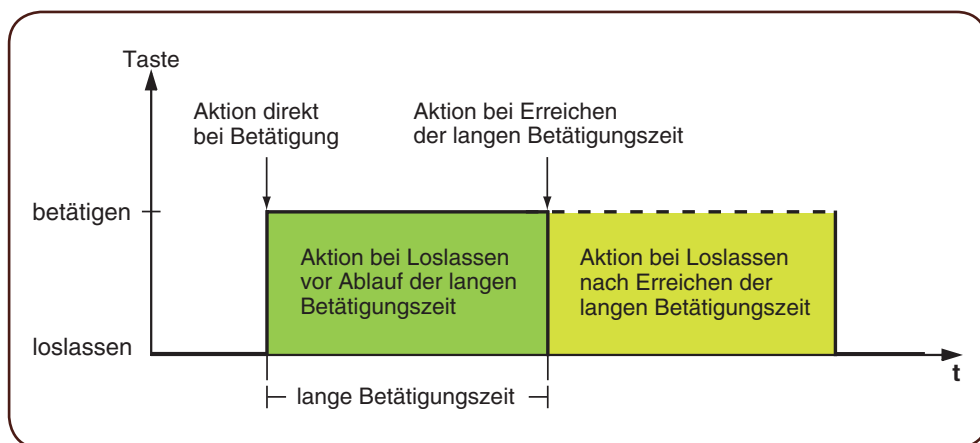 Taste
Aktion direkt
bei Betätigung
Aktion bei Erreichen
der langen Betätigungszeit
betätigen
Aktion bei Loslassen
vor Ablauf der langen
Betätigungszeit
Aktion bei Loslassen
nach Erreichen der
langen Betätigungszeit
loslassen
t
lange Betätigungszeit